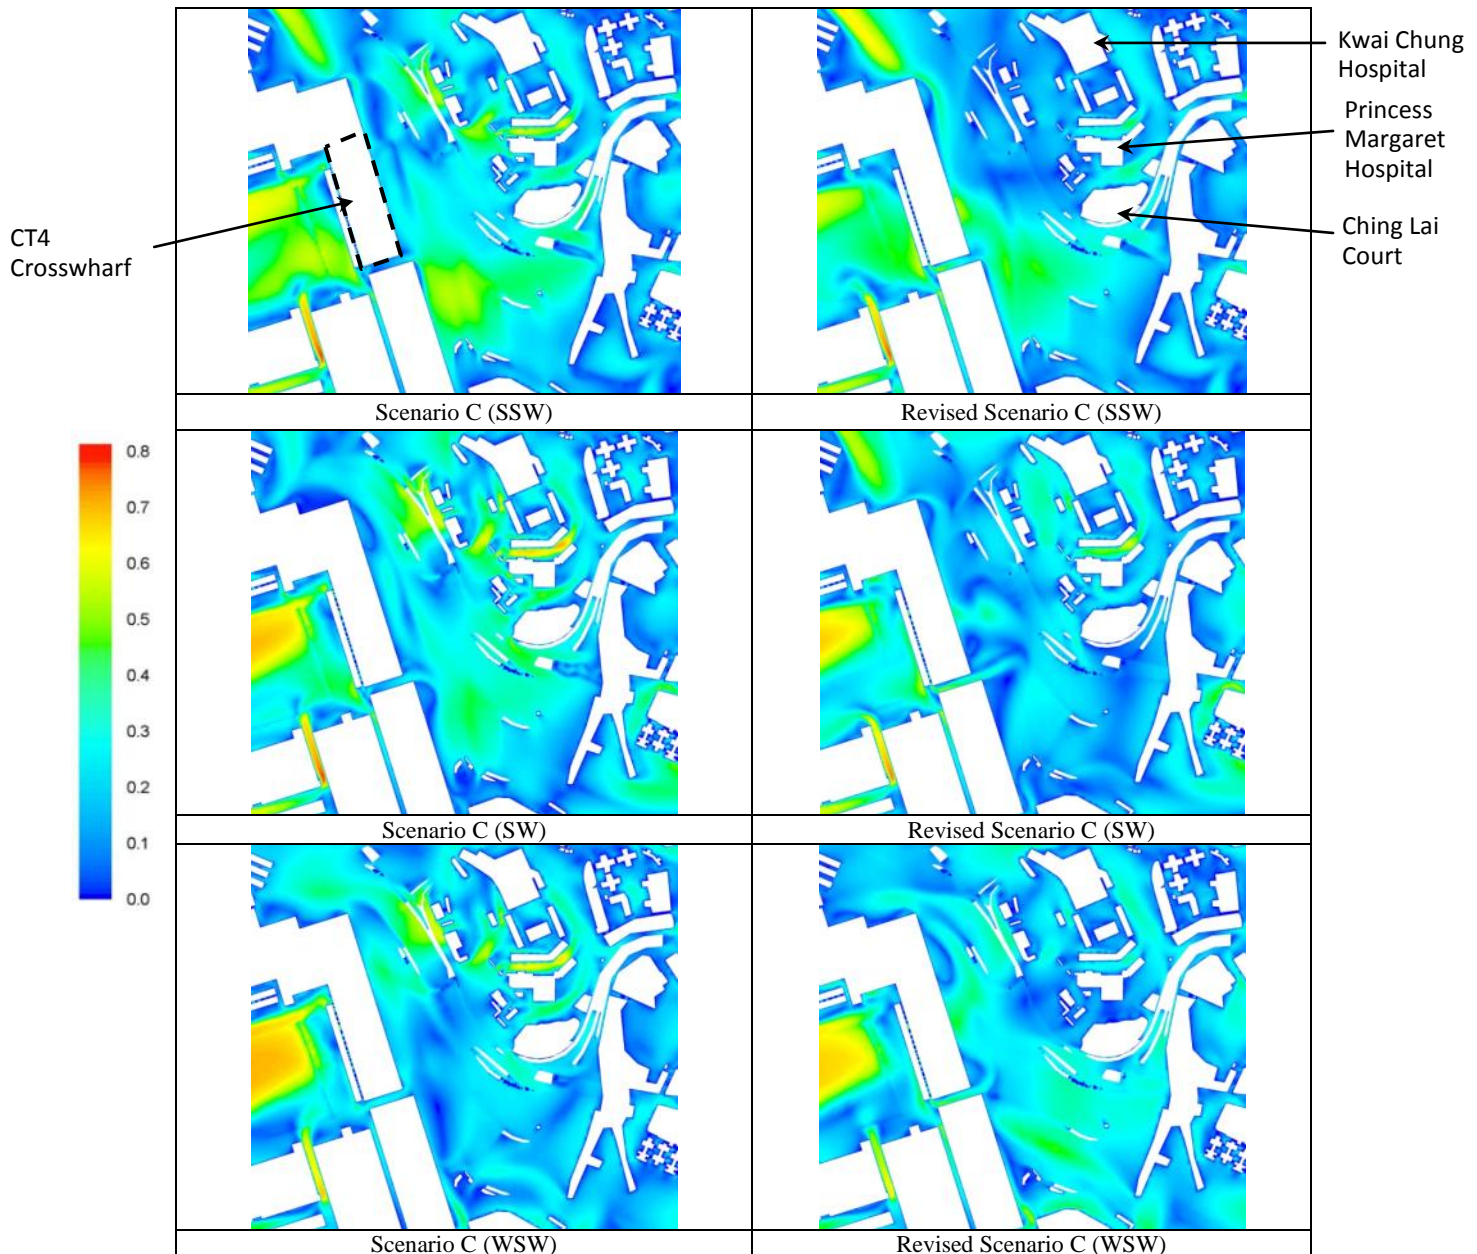 Kwai Chung
Hospital
Princess
Margaret
Hospital
Ching Lai
Court
CT4
Crosswharf
Scenario C (SSW)
Revised Scenario C (SSW)
0.8
0.7
0.6
0.5
0.4
0.3
0.2
0.1
0.0
Scenario C (SW)
Revised Scenario C (SW)
Scenario C (WSW)
Revised Scenario C (WSW)